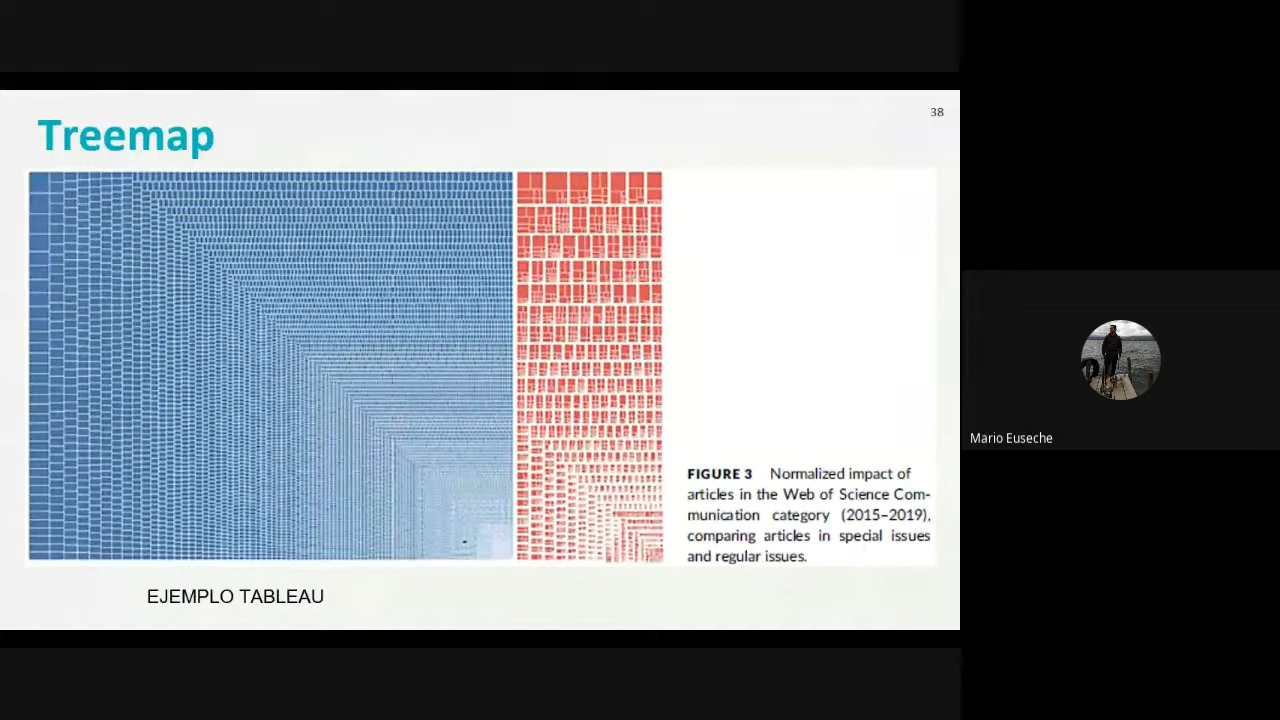 38
Treemap
FIGURE 3 Normalized impact of
articles in the Web of Science Com-
munication category (2015–2019),
comparing articles in special issues
and regular issues.
EJEMPLO TABLEAU
Mario Euseche